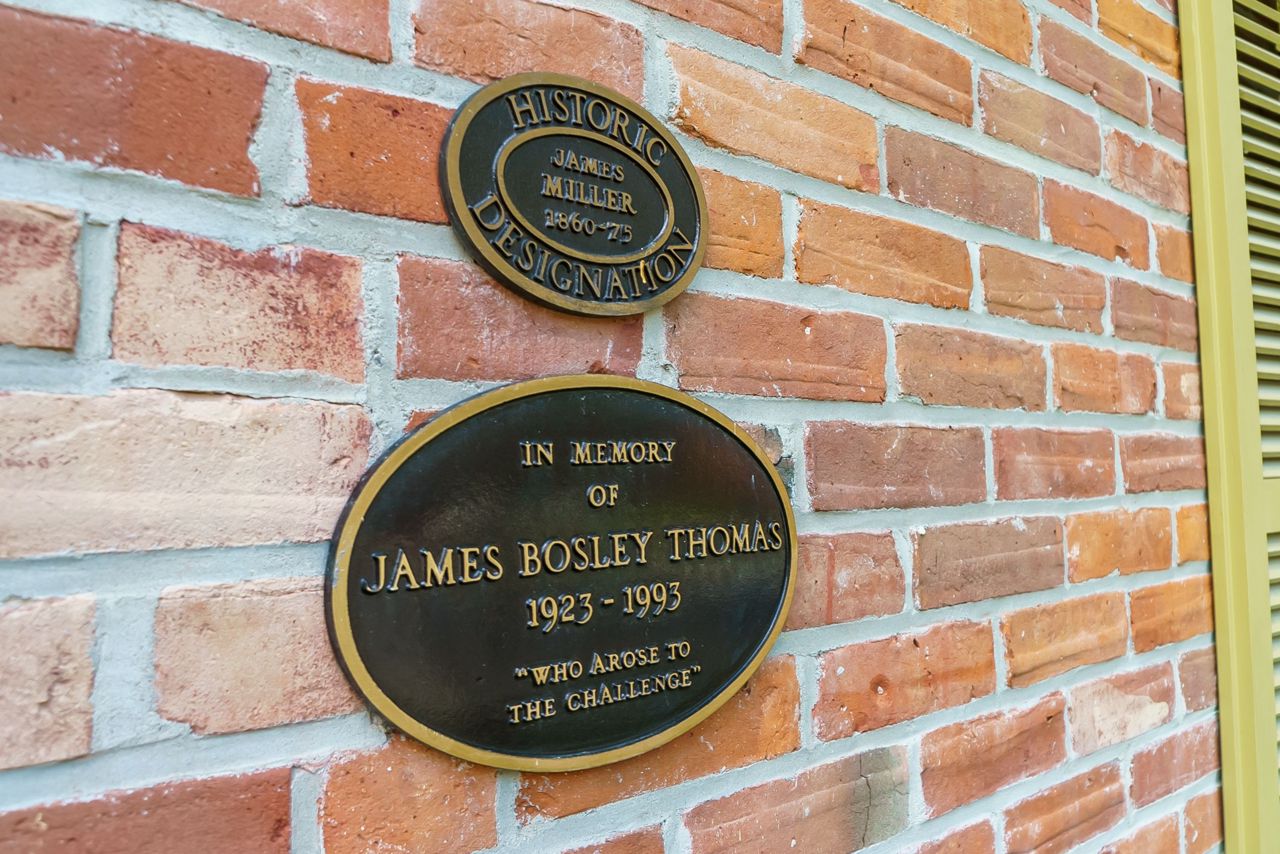 HISTORIC
JAMES
MILLER
1860-75
DESIGNATION
IN MEMORY
OF
JAMES BOSLEY THOMAS
1923 - 1993
"WHO AROSE TO
THE CHALLENGE"